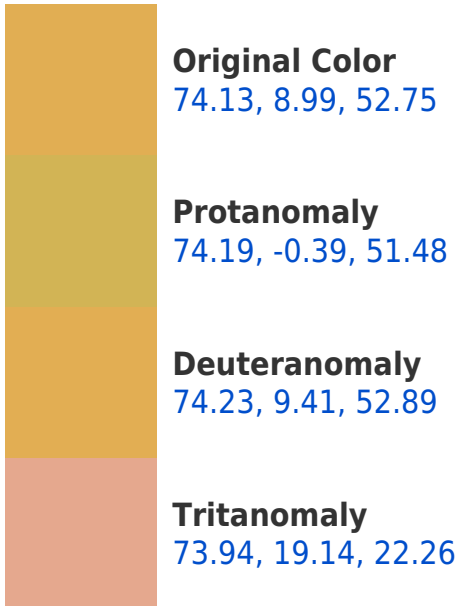 Original Color
74.13, 8.99, 52.75
Protanomaly
74.19, -0.39, 51.48
Deuteranomaly
74.23, 9.41, 52.89
Tritanomaly
73.94, 19.14, 22.26